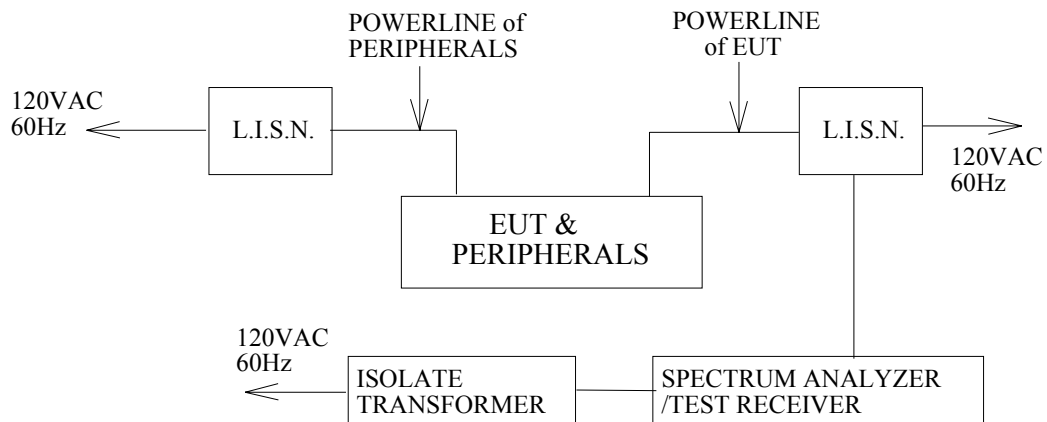 POWERLINE of
PERIPHERALS
POWERLINE
of EUT
120VAC
60Hz
L.I.S.N.
L.I.S.N.
120VAC
60Hz
EUT &
PERIPHERALS
120VAC
60Hz
ISOLATE
TRANSFORMER
SPECTRUM ANALYZER
/TEST RECEIVER